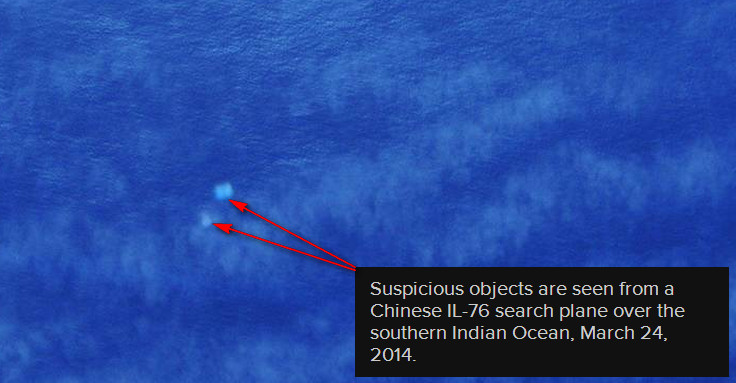 Suspicious objects are seen from a
Chinese IL-76 search plane over the
southern Indian Ocean, March 24,
2014.